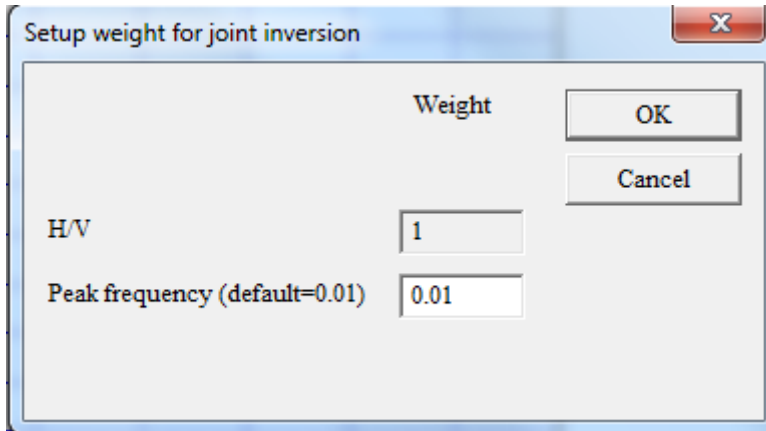 Setup weight for joint inversion
Weight
OK
Cancel
H/V
1
Peak frequency (default=0.01)
0.01